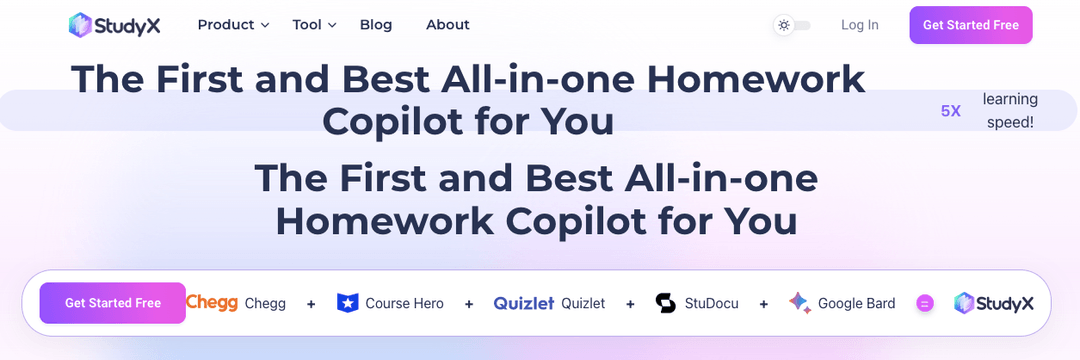 StudyX Product Tool Blog About Log In Get Started Free
The First and Best All-in-one Homework
Copilot for You
5X learning
speed!
The First and Best All-in-one
Homework Copilot for You
Get Started Free Chegg Chegg + Course Hero + Quizlet Quizlet + StuDocu + Google Bard = StudyX